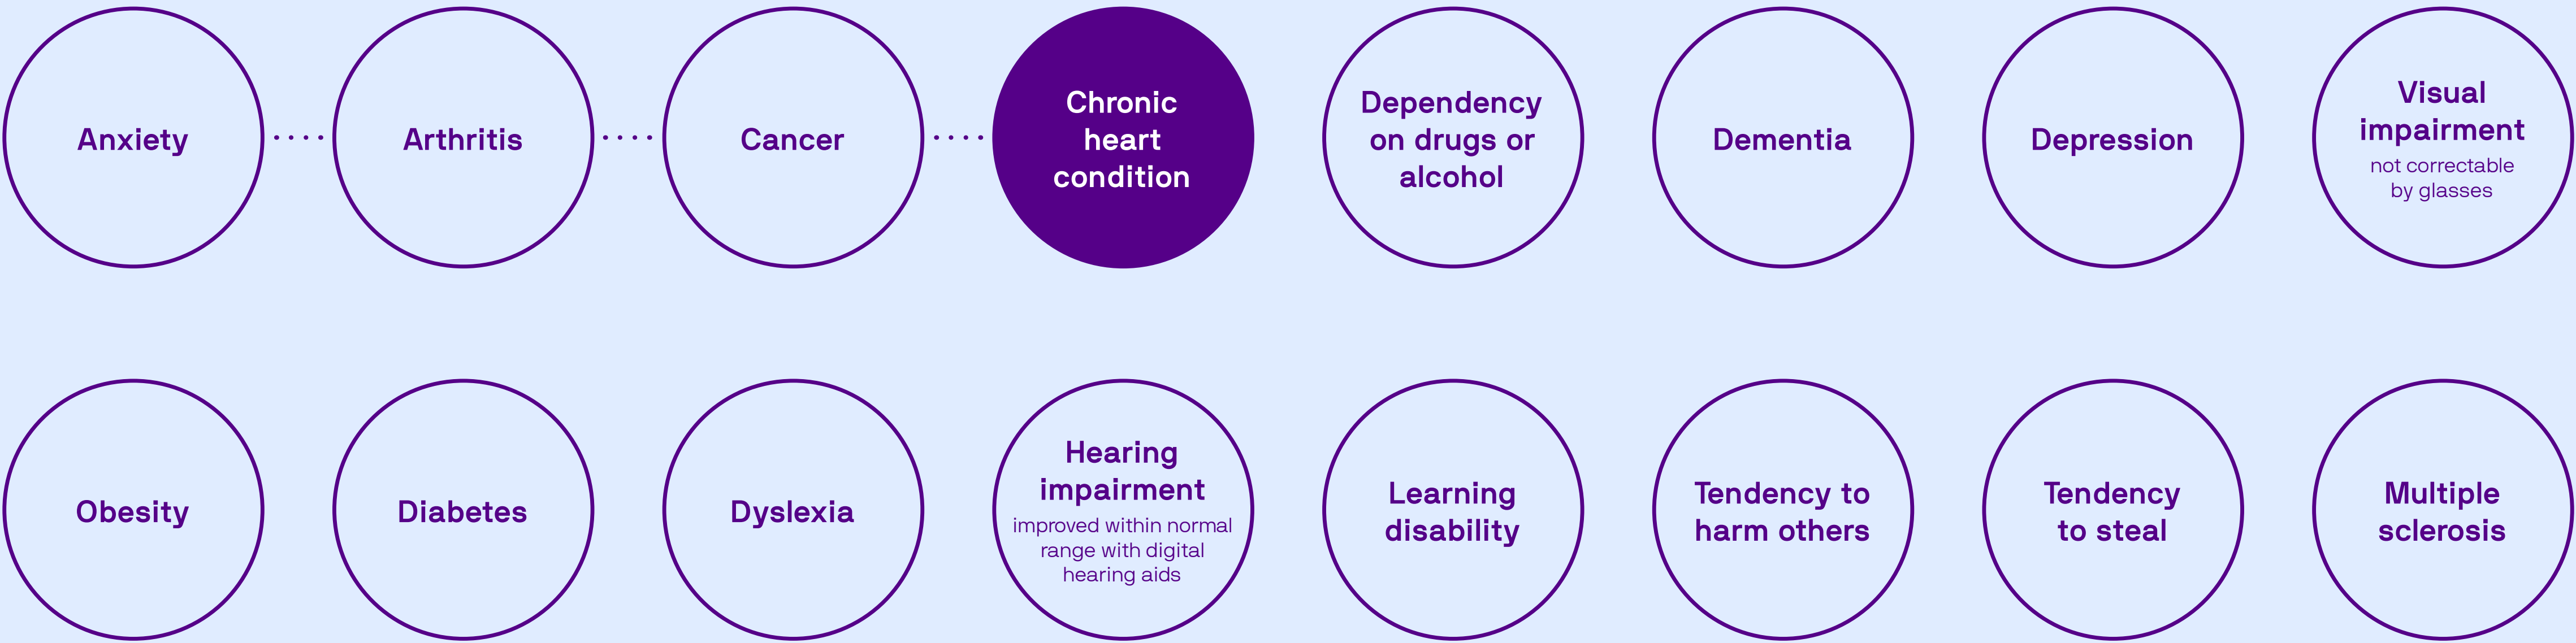 Anxiety
Arthritis
Cancer
Chronic
heart
condition
Dependency
on drugs or
alcohol
Dementia
Depression
Visual
impairment
not correctable
by glasses
Obesity
Diabetes
Dyslexia
Hearing
impairment
improved within normal
range with digital
hearing aids
Learning
disability
Tendency to
harm others
Tendency
to steal
Multiple
sclerosis